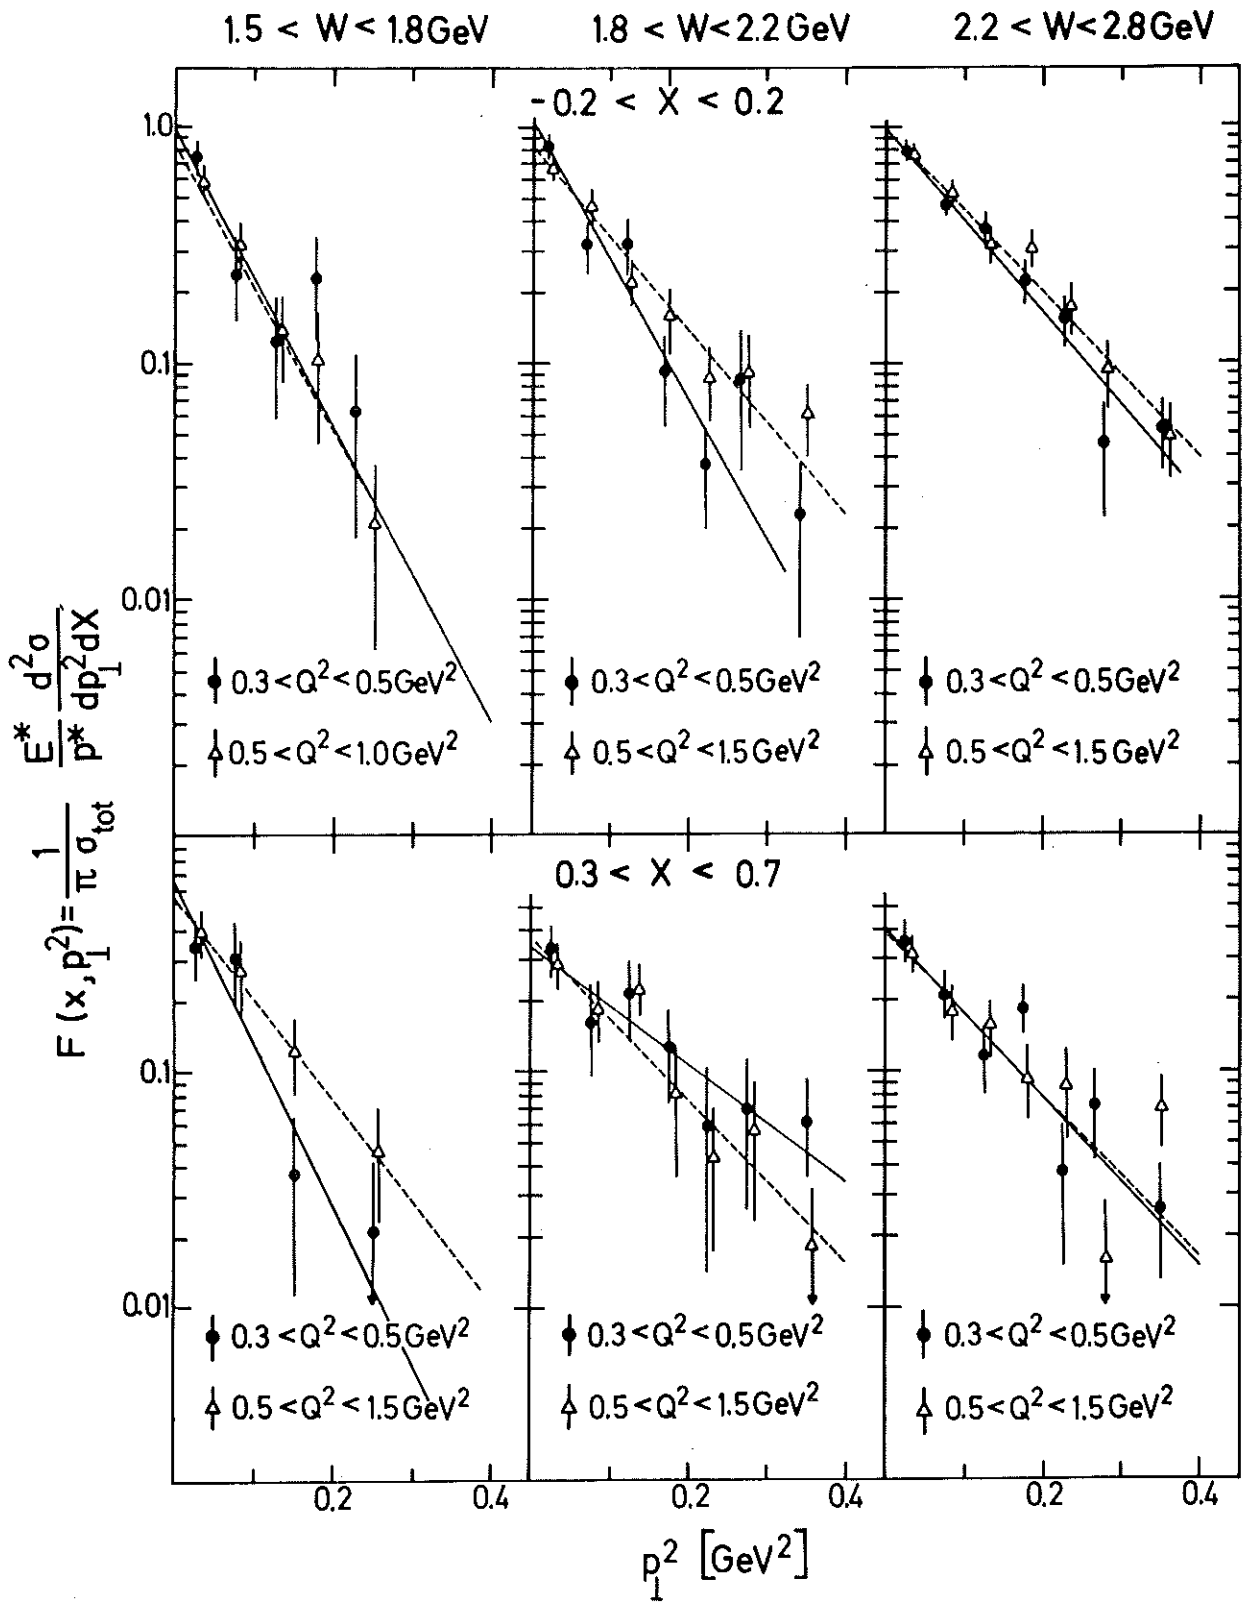 1.5 < W < 1.8 GeV
1.8 < W < 2.2 GeV
2.2 < W < 2.8 GeV
-0.2 < X < 0.2
1.0
0.1
0.01
0.3 < Q² < 0.5 GeV²
0.5 < Q² < 1.0 GeV²
0.3 < Q² < 0.5 GeV²
0.5 < Q² < 1.5 GeV²
0.3 < Q² < 0.5 GeV²
0.5 < Q² < 1.5 GeV²
F (x, p⊥²) = 1/(π σtot) E*/p* d²σ/(dp⊥² dX)
0.3 < X < 0.7
0.1
0.01
0.3 < Q² < 0.5 GeV²
0.5 < Q² < 1.5 GeV²
0.3 < Q² < 0.5 GeV²
0.5 < Q² < 1.5 GeV²
0.3 < Q² < 0.5 GeV²
0.5 < Q² < 1.5 GeV²
0.2 0.4 0.2 0.4 0.2 0.4
p⊥² [GeV²]